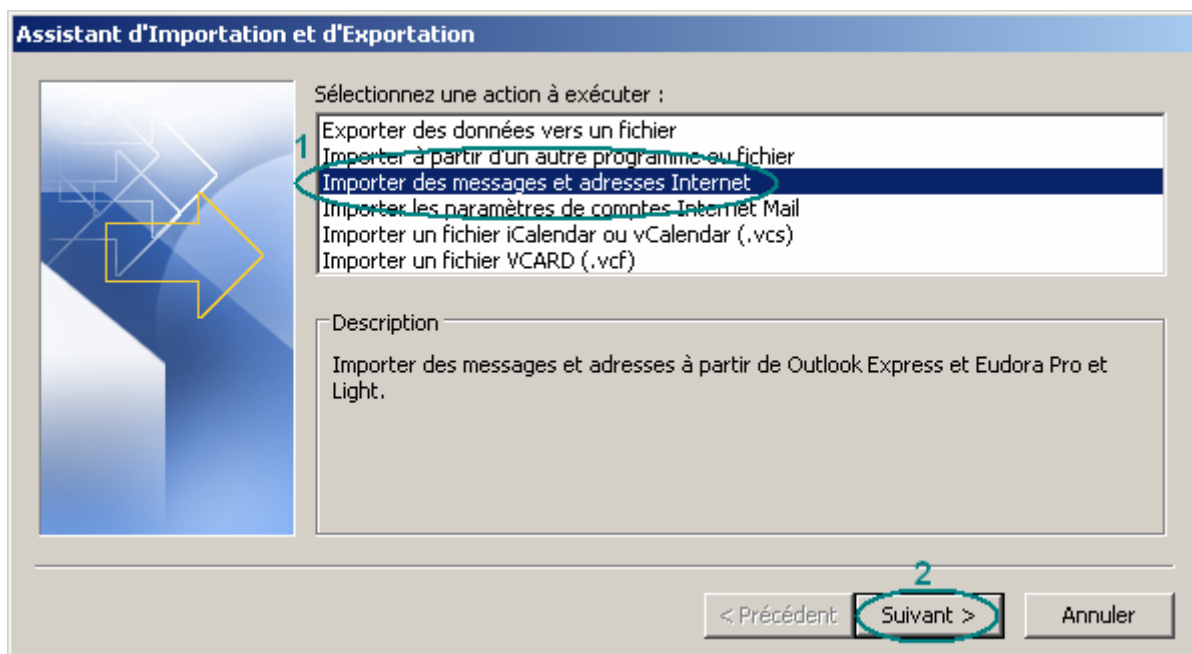 Assistant d'Importation et d'Exportation
Sélectionnez une action à exécuter :
Exporter des données vers un fichier
1
Importer à partir d'un autre programme ou fichier
Importer des messages et adresses Internet
Importer les paramètres de comptes Internet Mail
Importer un fichier iCalendar ou vCalendar (.vcs)
Importer un fichier VCARD (.vcf)
Description
Importer des messages et adresses à partir de Outlook Express et Eudora Pro et
Light.
2
< Précédent Suivant > Annuler